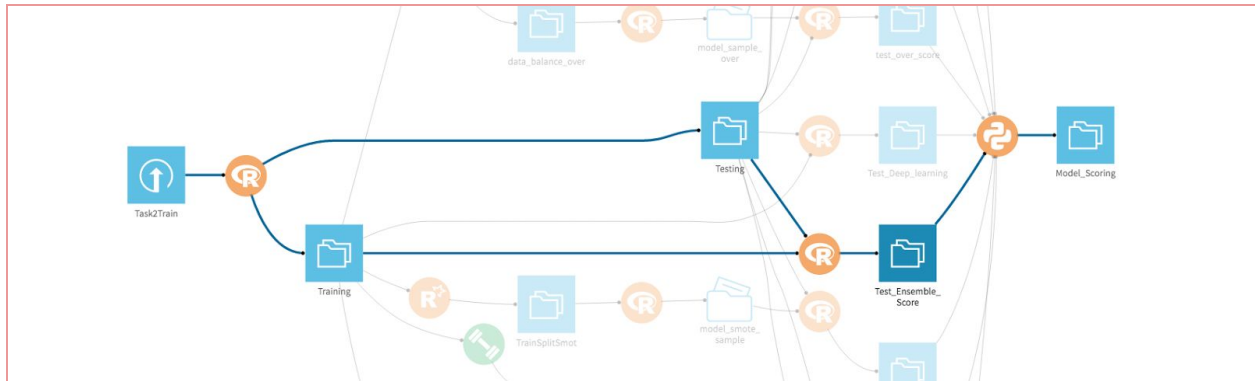 data_balance_over
model_sample_
over
test_over_score
Task2Train
Testing
Test_Deep_learning
Model_Scoring
Training
Test_Ensemble_
Score
TrainSplitSmot
model_smote_
sample